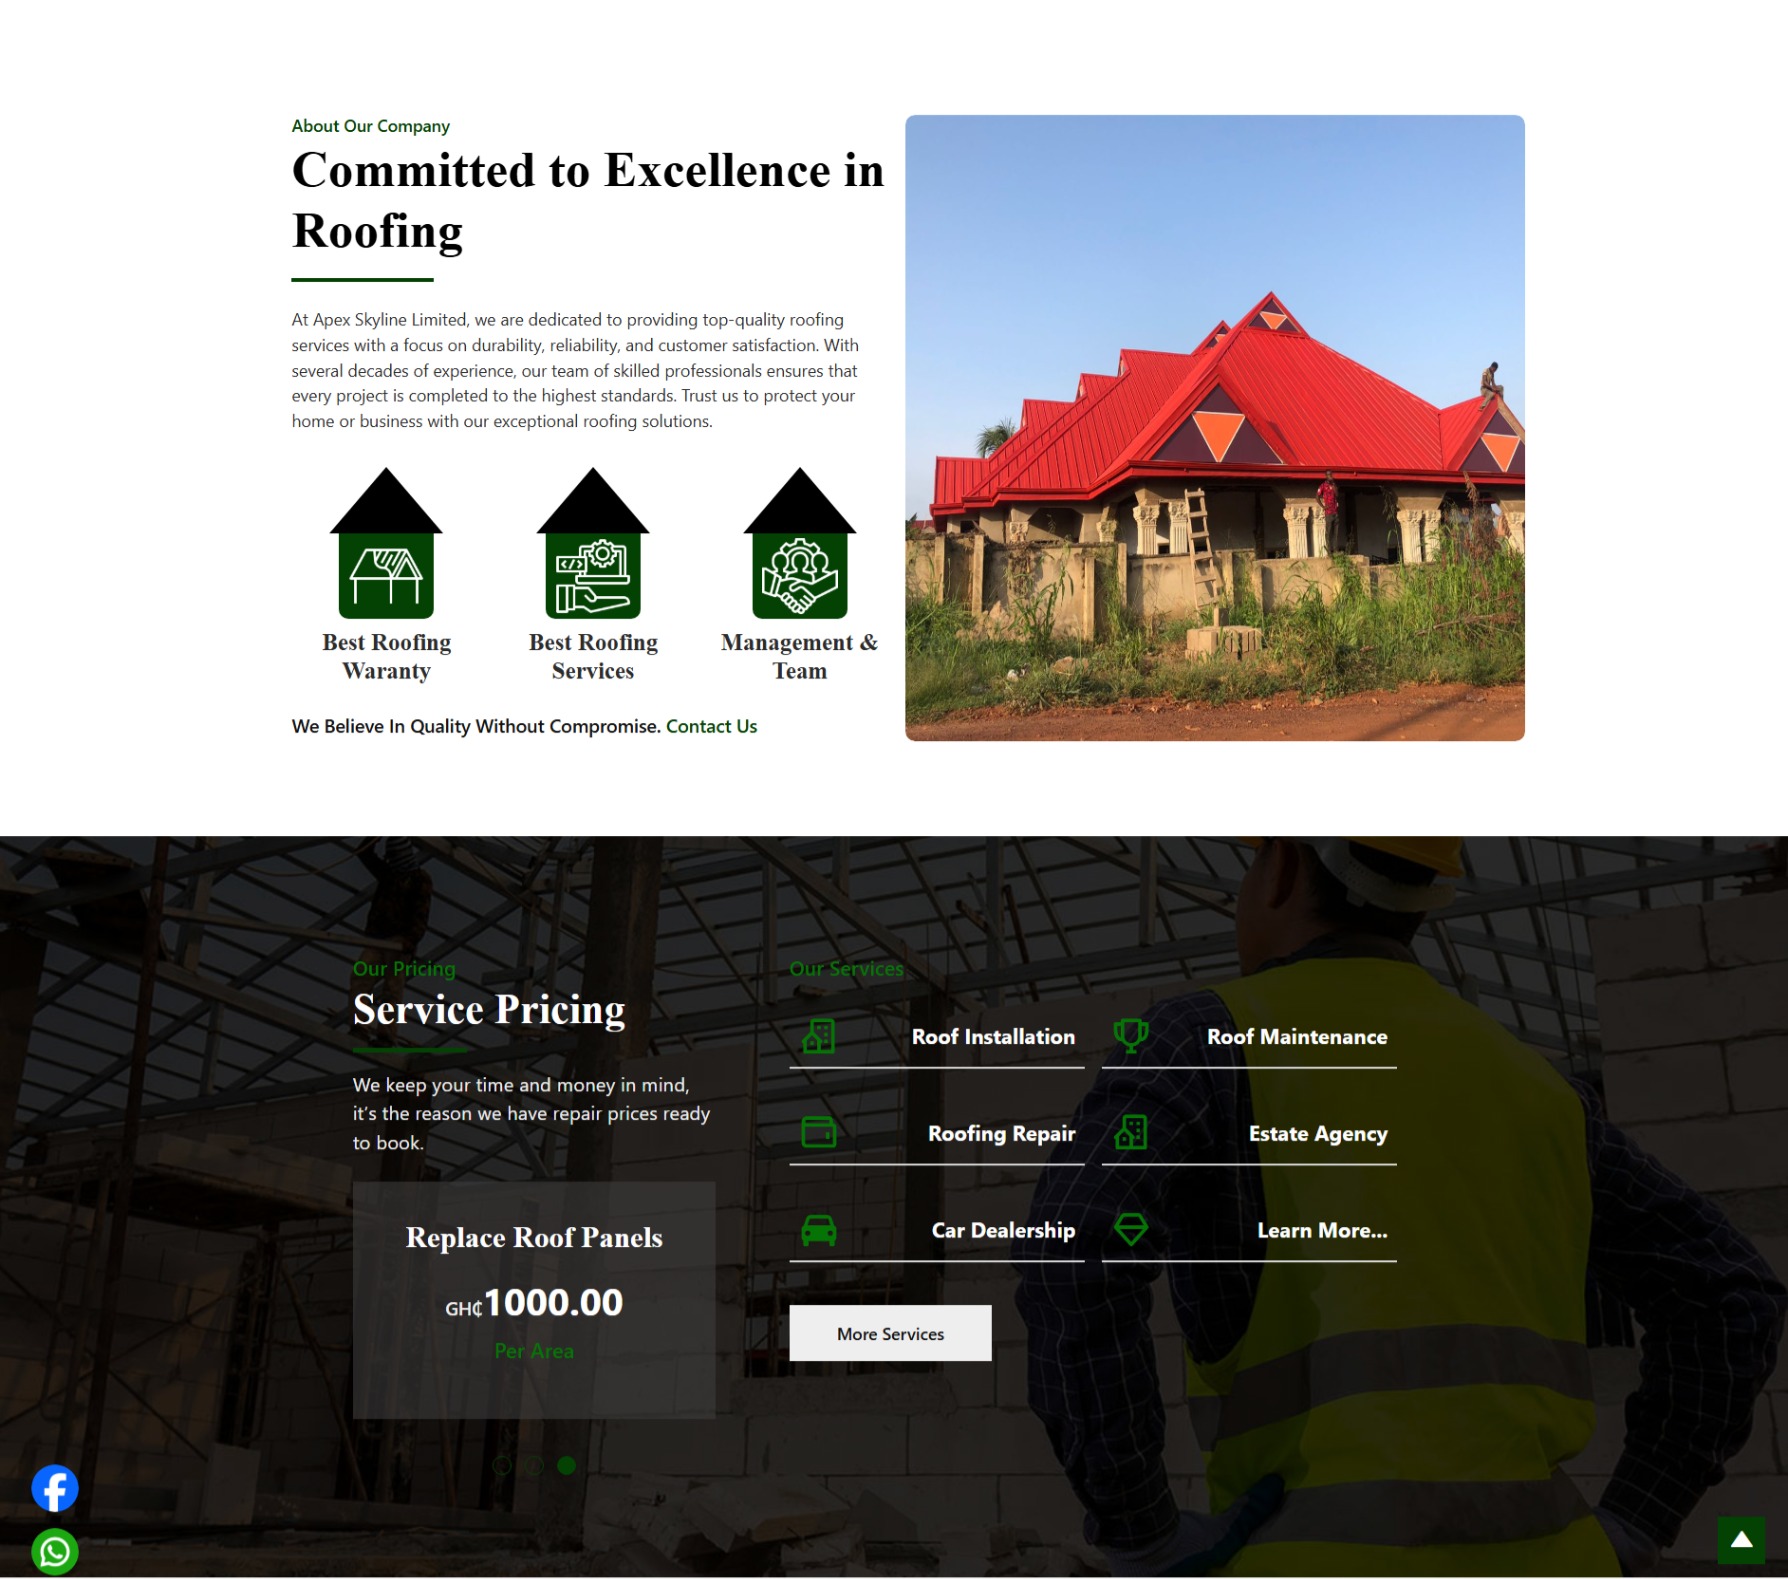 About Our Company
Committed to Excellence in
Roofing
At Apex Skyline Limited, we are dedicated to providing top-quality roofing
services with a focus on durability, reliability, and customer satisfaction. With
several decades of experience, our team of skilled professionals ensures that
every project is completed to the highest standards. Trust us to protect your
home or business with our exceptional roofing solutions.
Best Roofing
Waranty
Best Roofing
Services
Management &
Team
We Believe In Quality Without Compromise. Contact Us
Our Pricing
Service Pricing
We keep your time and money in mind,
it's the reason we have repair prices ready
to book.
Replace Roof Panels
GH₵1000.00
Per Area
Our Services
Roof Installation
Roof Maintenance
Roofing Repair
Estate Agency
Car Dealership
Learn More...
More Services